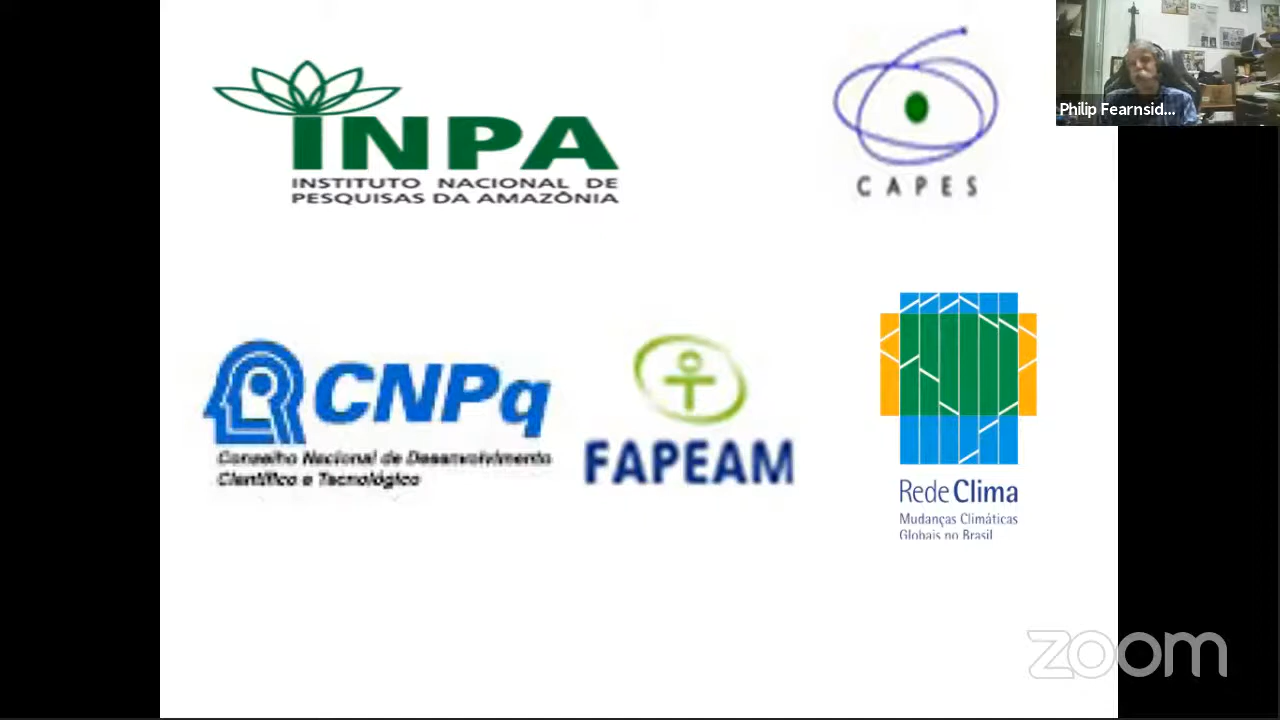 INPA
INSTITUTO NACIONAL DE
PESQUISAS DA AMAZÔNIA
CAPES
Philip Fearnsid...
CNPq
Conselho Nacional de Desenvolvimento
Científico e Tecnológico
FAPEAM
Rede Clima
Mudanças Climáticas
Globais no Brasil
zoom